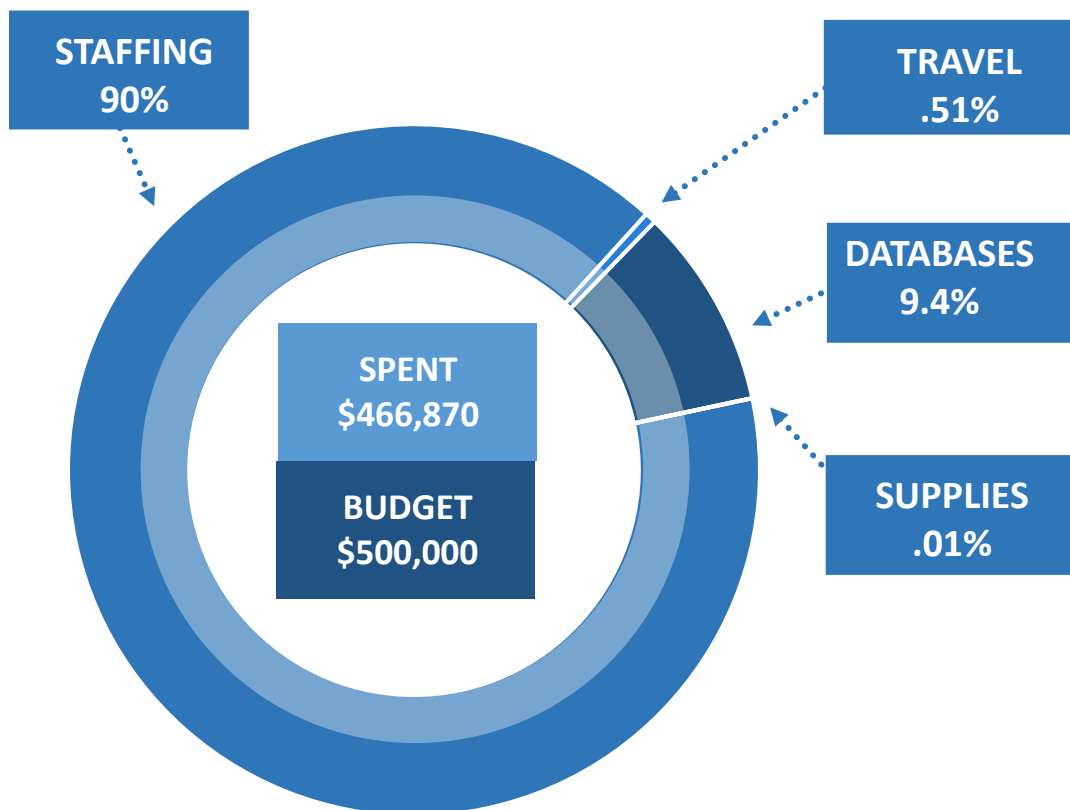 STAFFING
90%
TRAVEL
.51%
DATABASES
9.4%
SPENT
$466,870
BUDGET
$500,000
SUPPLIES
.01%